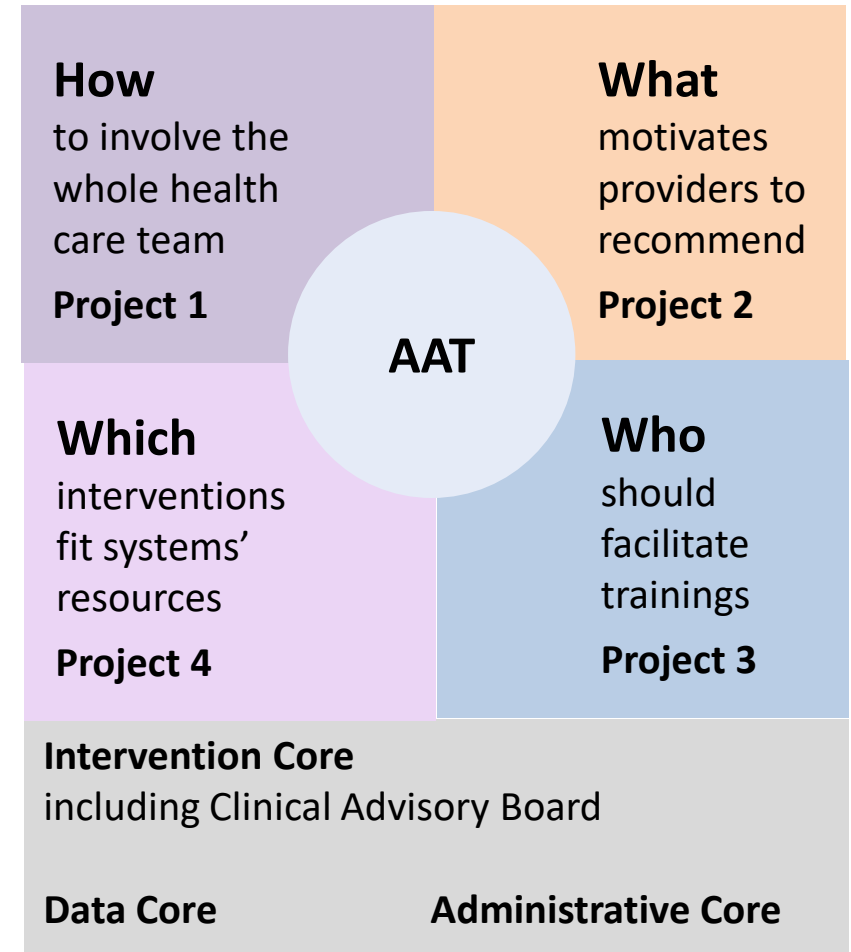 How
to involve the
whole health
care team
Project 1
What
motivates
providers to
recommend
Project 2
AAT
Which
interventions
fit systems’
resources
Project 4
Who
should
facilitate
trainings
Project 3
Intervention Core
including Clinical Advisory Board
Data Core
Administrative Core